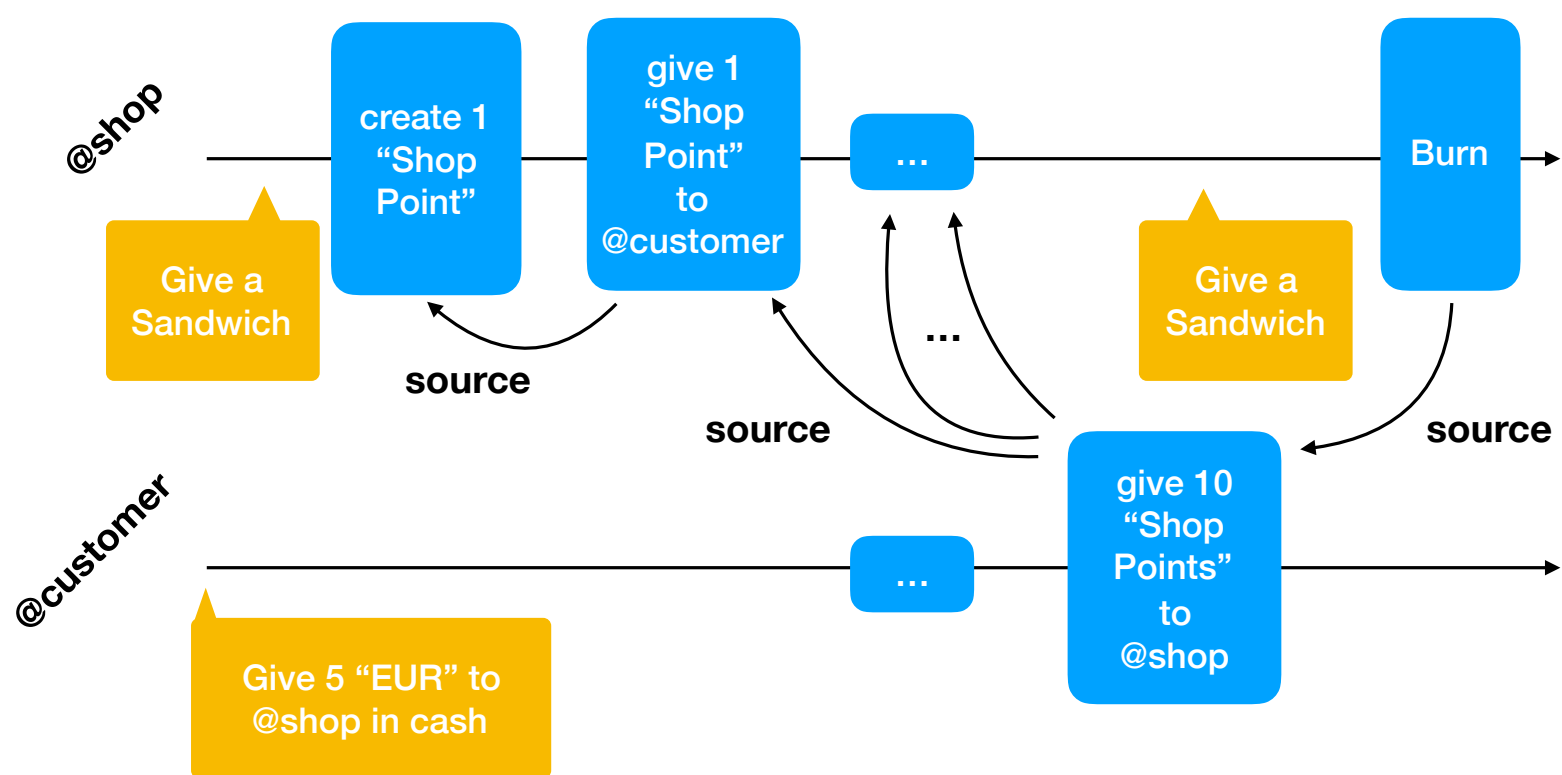 @shop
create 1
“Shop
Point”
give 1
“Shop
Point”
to
@customer
...
Burn
Give a
Sandwich
Give a
Sandwich
...
source
source
source
@customer
...
give 10
“Shop
Points”
to
@shop
Give 5 “EUR” to
@shop in cash